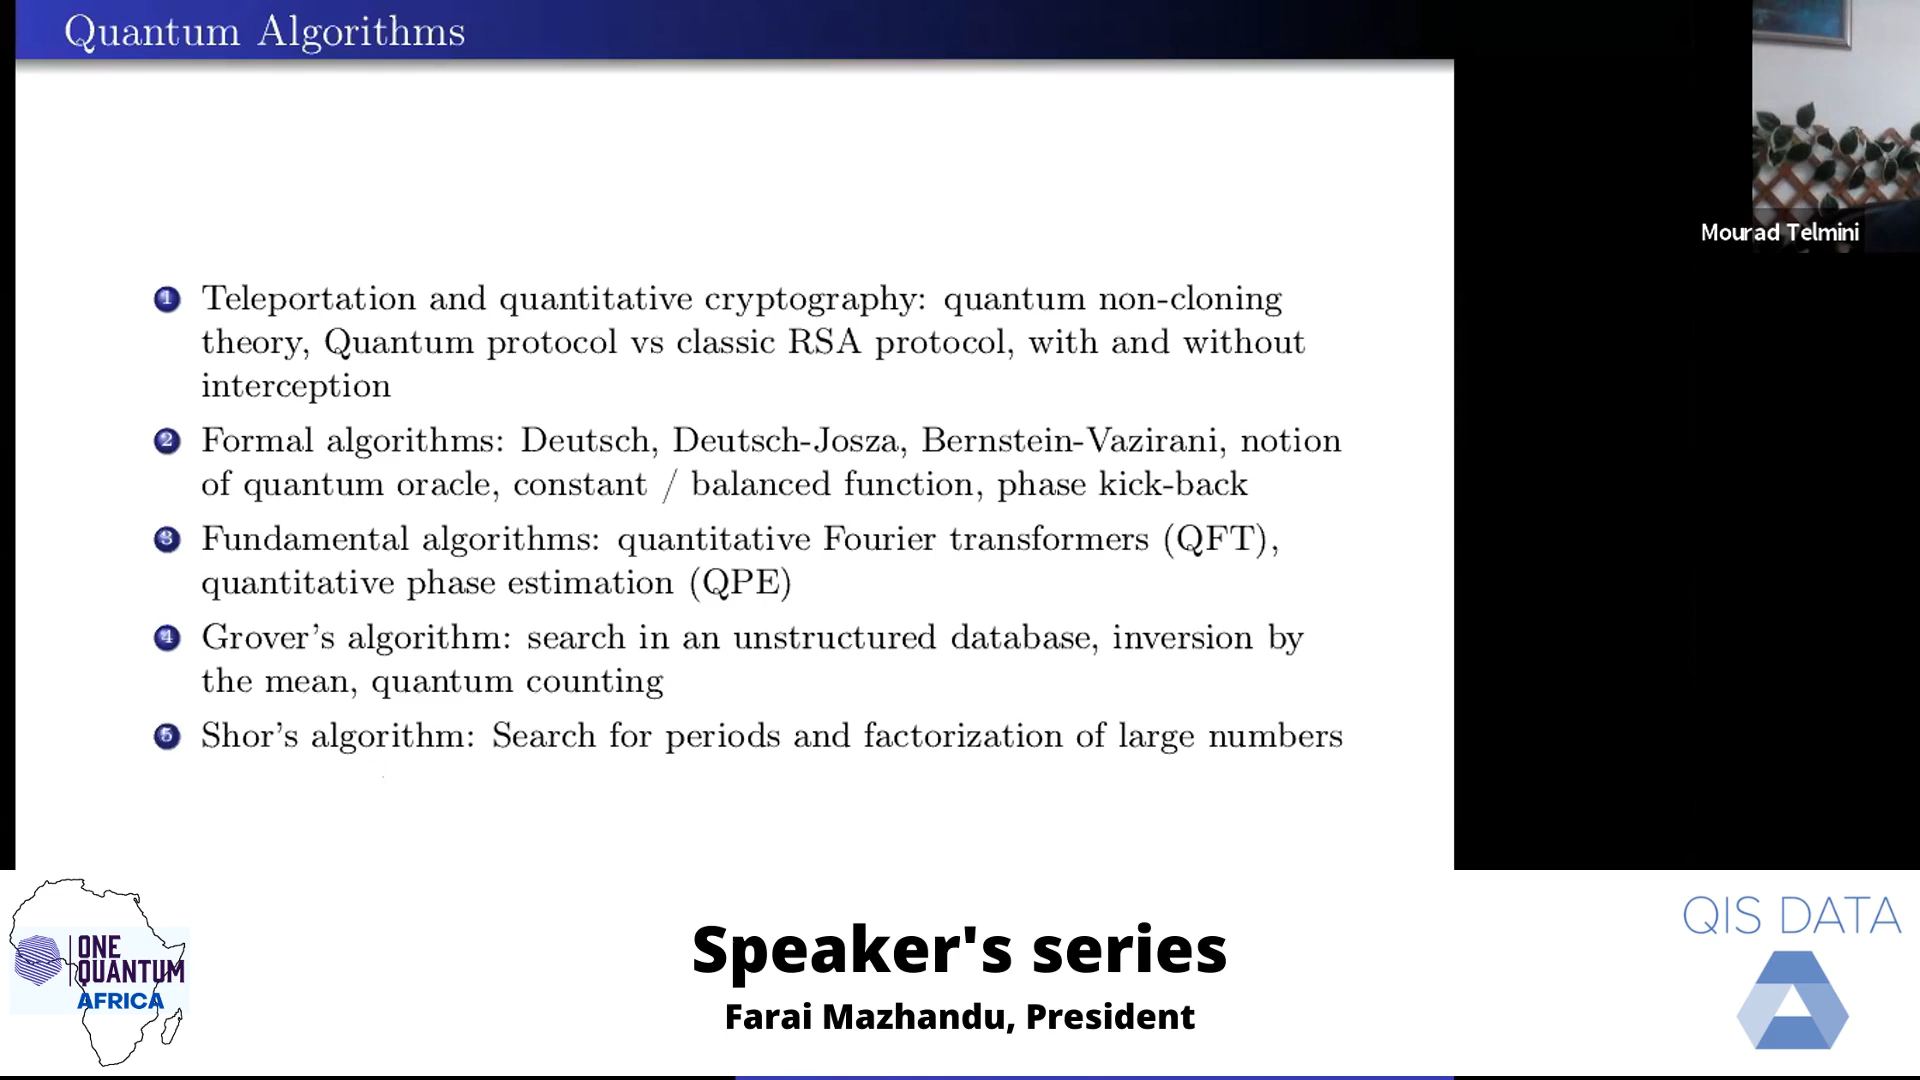 Quantum Algorithms
Mourad Telmini
1 Teleportation and quantitative cryptography: quantum non-cloning
theory, Quantum protocol vs classic RSA protocol, with and without
interception
2 Formal algorithms: Deutsch, Deutsch-Josza, Bernstein-Vazirani, notion
of quantum oracle, constant / balanced function, phase kick-back
3 Fundamental algorithms: quantitative Fourier transformers (QFT),
quantitative phase estimation (QPE)
4 Grover's algorithm: search in an unstructured database, inversion by
the mean, quantum counting
5 Shor's algorithm: Search for periods and factorization of large numbers
ONE
QUANTUM
AFRICA
Speaker's series
Farai Mazhandu, President
QIS DATA